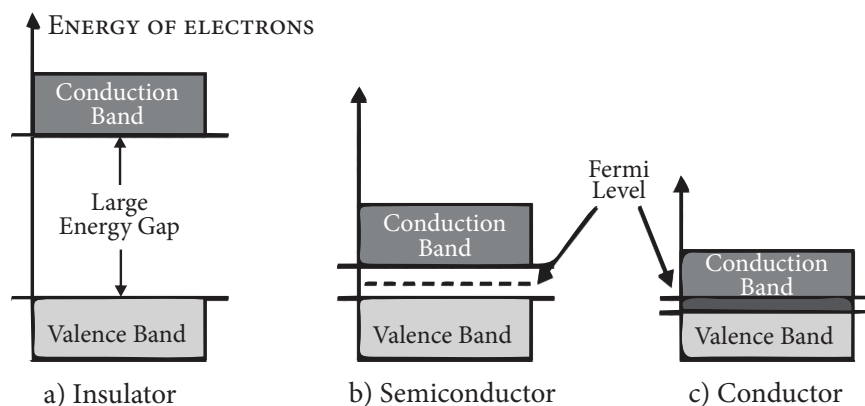 ENERGY OF ELECTRONS
Conduction
Band
Large
Energy Gap
Valence Band
a) Insulator
Conduction
Band
Valence Band
b) Semiconductor
Fermi
Level
Conduction
Band
Valence Band
c) Conductor